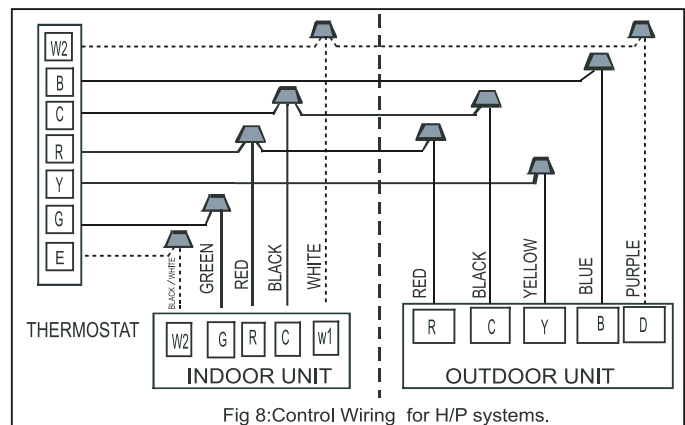 W2
B
C
R
Y
G
E
THERMOSTAT
BLACK / WHITE
GREEN
RED
BLACK
WHITE
W2 G R C w1
INDOOR UNIT
RED
BLACK
YELLOW
BLUE
PURPLE
R C Y B D
OUTDOOR UNIT
Fig 8:Control Wiring for H/P systems.